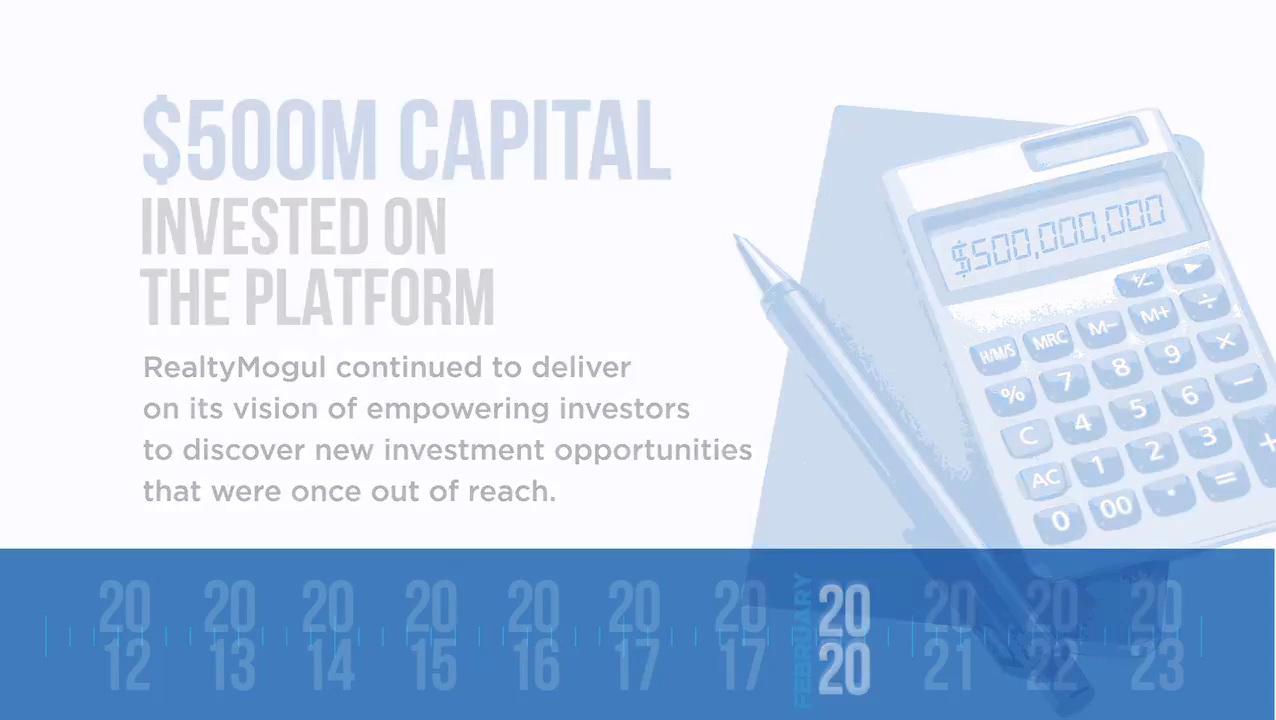 $500M CAPITAL
INVESTED ON
THE PLATFORM
RealtyMogul continued to deliver
on its vision of empowering investors
to discover new investment opportunities
that were once out of reach.
$500,000,000
+/- ▶
H/M/S MRC M− M+ ÷
% 7 8 9 ×
C 4 5 6 −
AC 1 2 3 +
0 00 · =
FEBRUARY
20 20 20 20 20 20 20 20 20 20 20
12 13 14 15 16 17 17 20 21 22 23